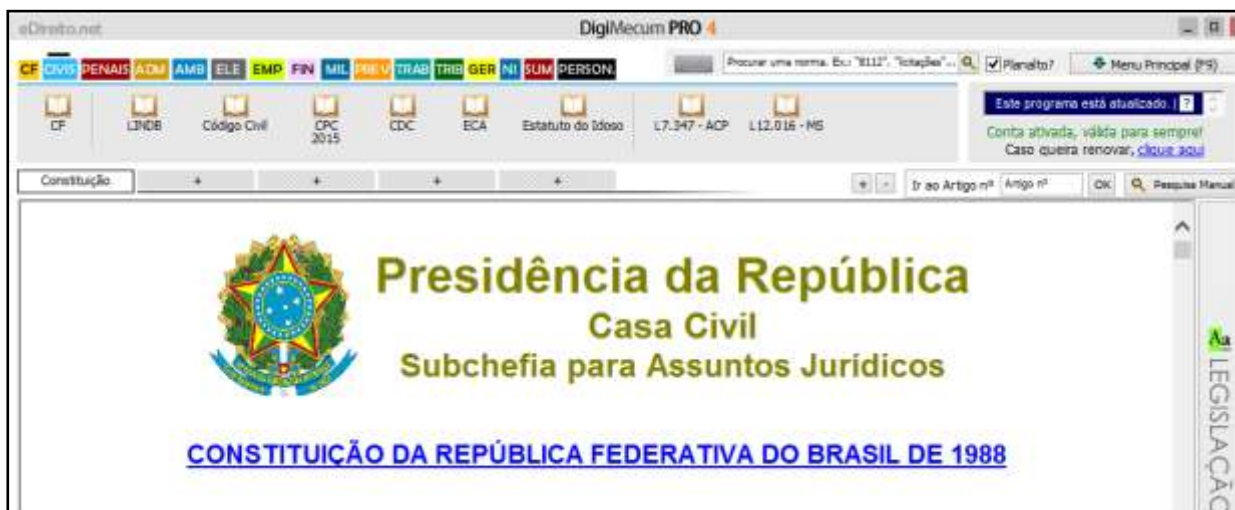 eDireito.net DigiMecum PRO 4
CF CIVIS PENAIS ADM AMB ELE EMP FIN MIL PREV TRAB TRIB GER NI SUM PERSON.
Procurar uma norma. Ex.: "8112", "licitações"... Planalto? Menu Principal (F9)
CF LINDB Código Civil CPC 2015 CDC ECA Estatuto do Idoso L7.347 - ACP L12.016 - MS
Este programa está atualizado. | ?
Conta ativada, válida para sempre!
Caso queira renovar, clique aqui
Constituição + + + + + - Ir ao Artigo nº Artigo nº OK Pesquisa Manual
Presidência da República
Casa Civil
Subchefia para Assuntos Jurídicos
CONSTITUIÇÃO DA REPÚBLICA FEDERATIVA DO BRASIL DE 1988
Aa LEGISLAÇÃO